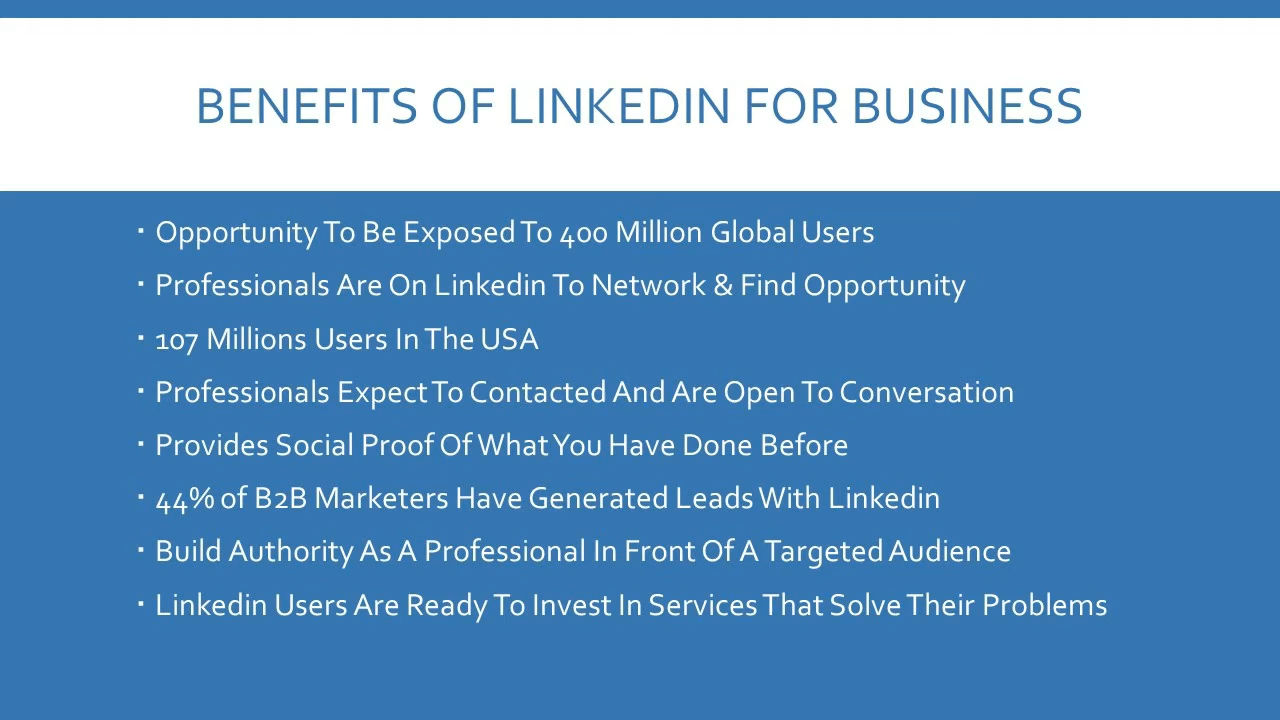 BENEFITS OF LINKEDIN FOR BUSINESS
▪ Opportunity To Be Exposed To 400 Million Global Users
▪ Professionals Are On Linkedin To Network & Find Opportunity
▪ 107 Millions Users In The USA
▪ Professionals Expect To Contacted And Are Open To Conversation
▪ Provides Social Proof Of What You Have Done Before
▪ 44% of B2B Marketers Have Generated Leads With Linkedin
▪ Build Authority As A Professional In Front Of A Targeted Audience
▪ Linkedin Users Are Ready To Invest In Services That Solve Their Problems